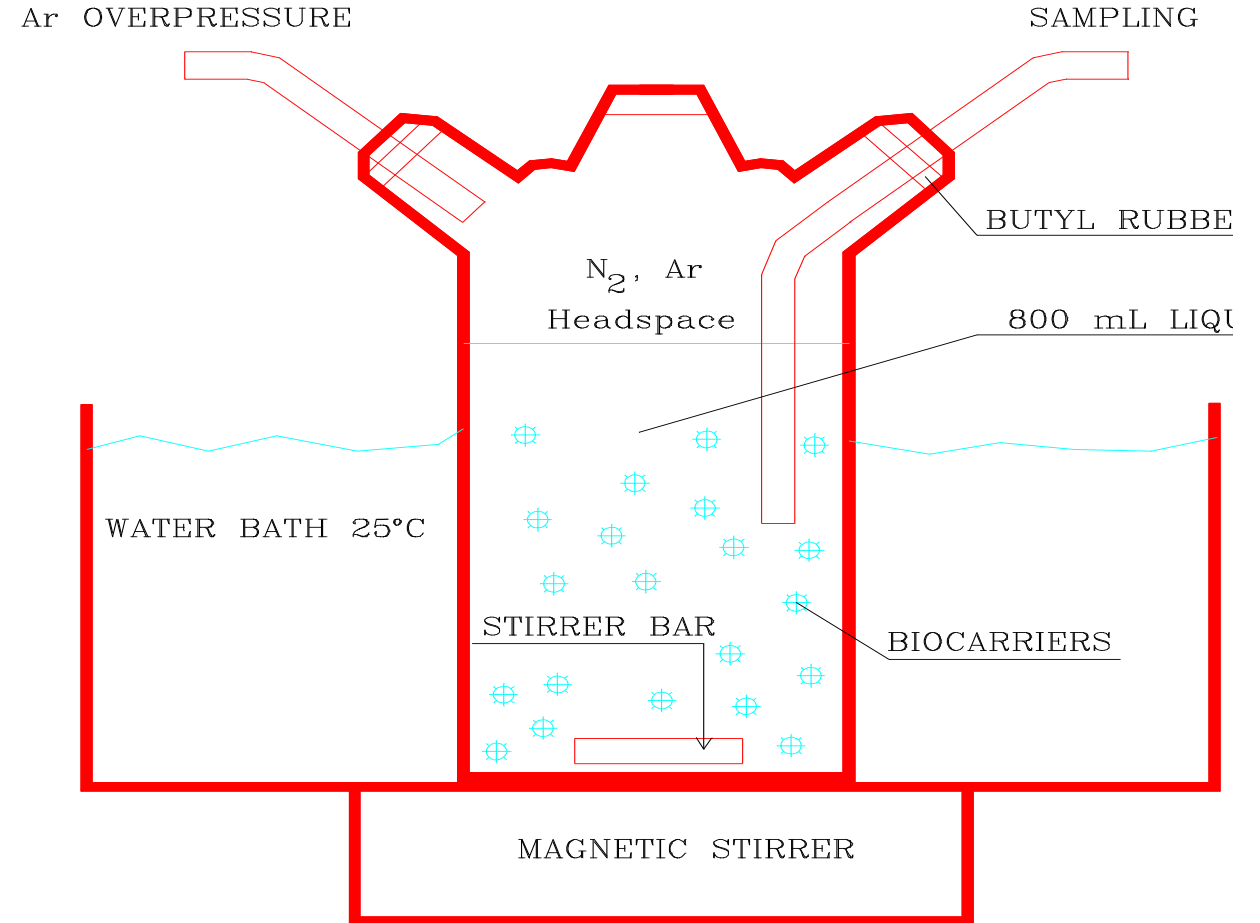 Ar OVERPRESSURE
SAMPLING
BUTYL RUBBE
N₂, Ar
Headspace
800 mL LIQU
WATER BATH 25°C
STIRRER BAR
BIOCARRIERS
MAGNETIC STIRRER